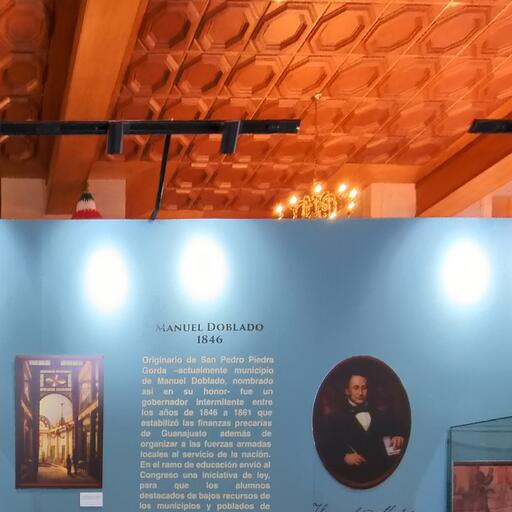 MANUEL DOBLADO
1846
Originario de San Pedro Piedra
Gorda –actualmente municipio
de Manuel Doblado, nombrado
así en su honor- fue un
gobernador intermitente entre
los años de 1846 a 1861 que
estabilizó las finanzas precarias
de Guanajuato además de
organizar a las fuerzas armadas
locales al servicio de la nación.
En el ramo de educación envió al
Congreso una iniciativa de ley,
para que los alumnos
destacados de bajos recursos de
los municipios y poblados de